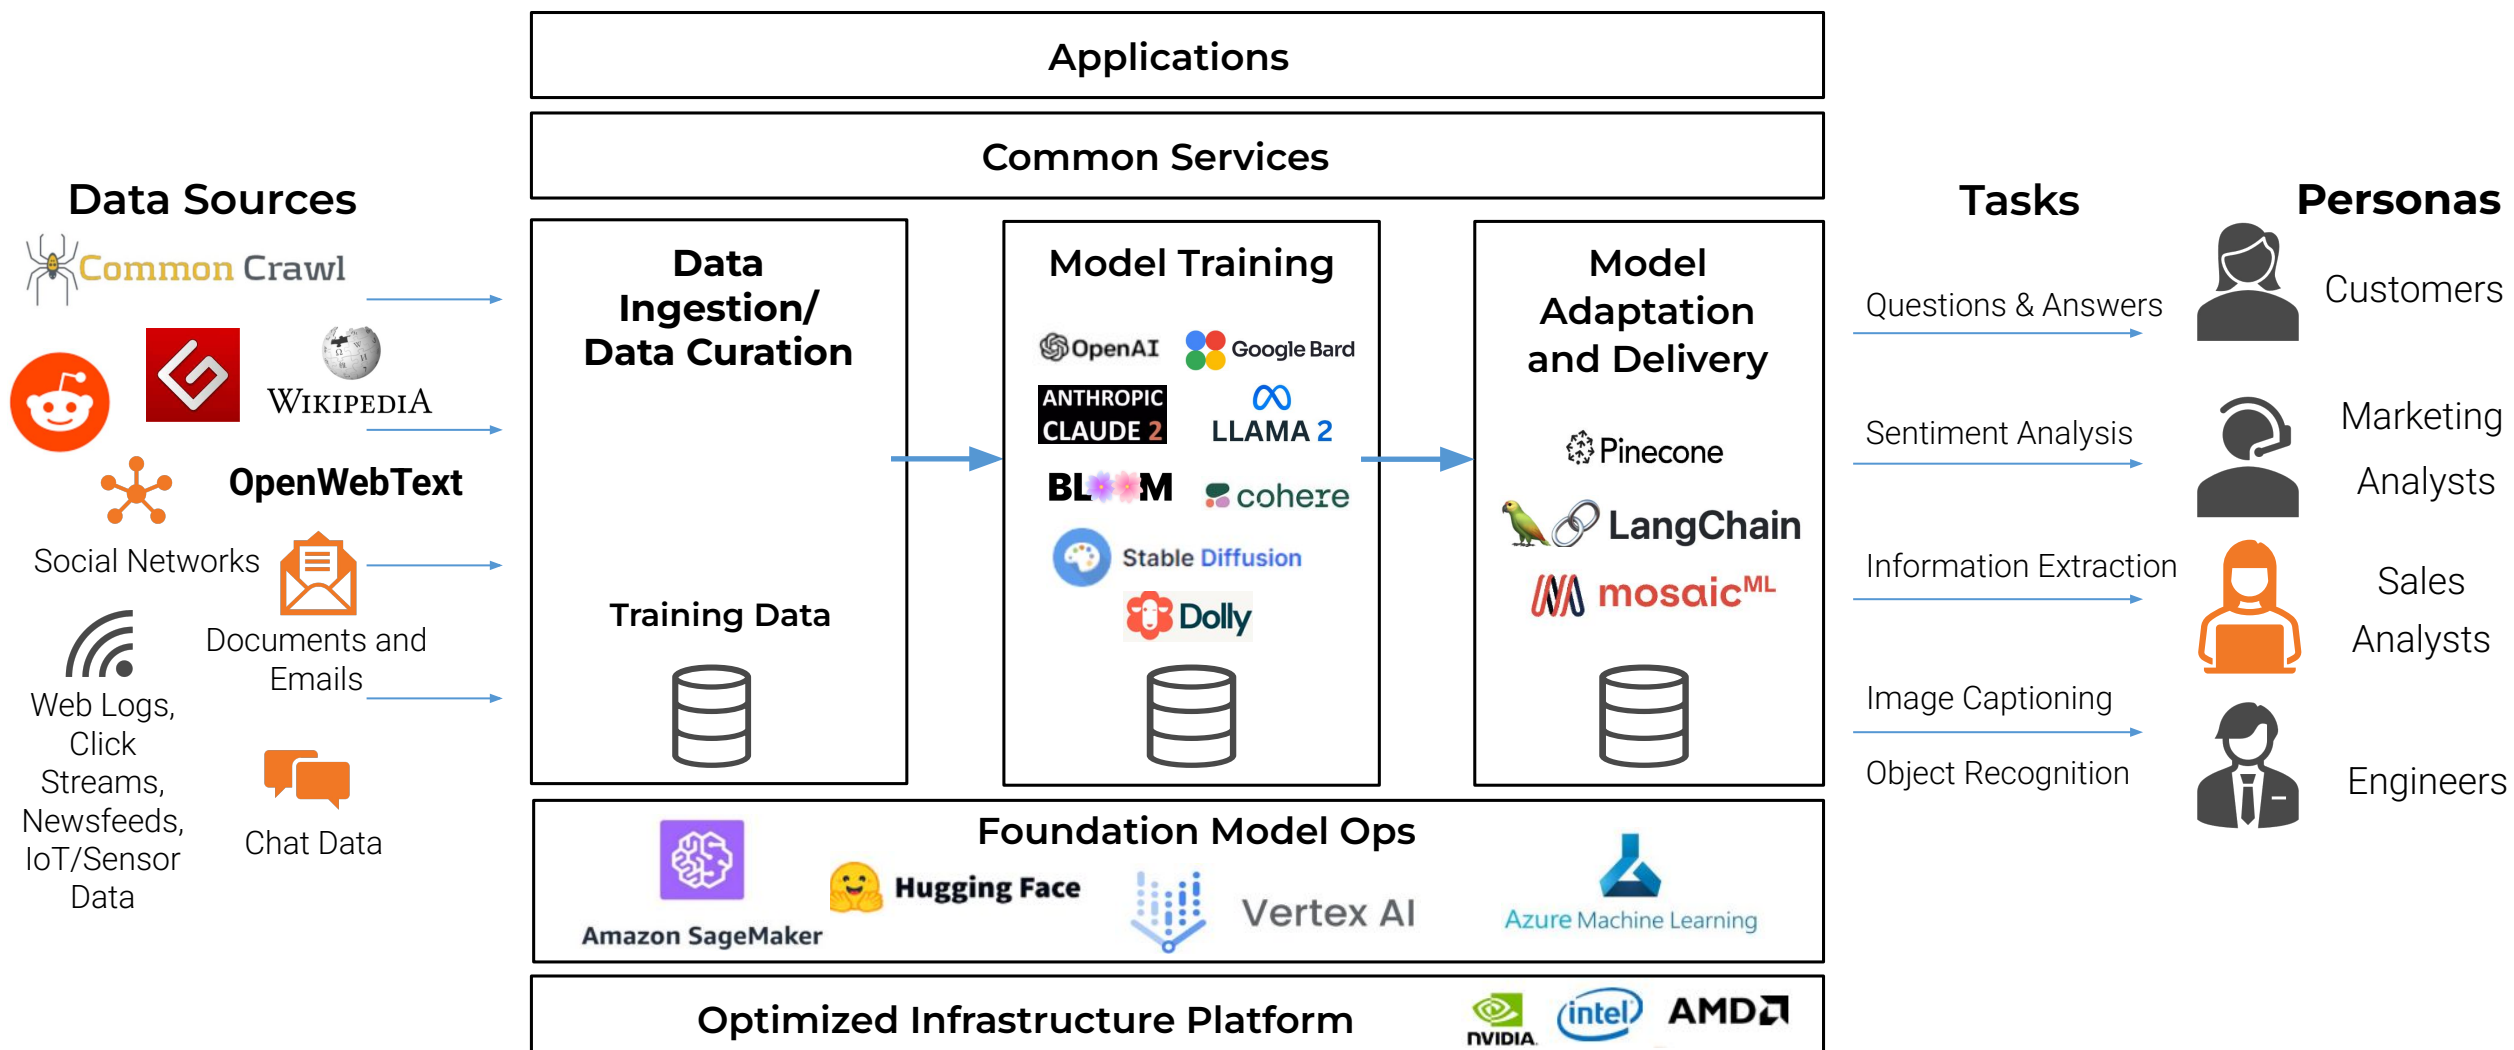 Applications
Common Services
Data Sources
Common Crawl
WIKIPEDIA
OpenWebText
Social Networks
Documents and
Emails
Web Logs,
Click
Streams,
Newsfeeds,
IoT/Sensor
Data
Chat Data
Data
Ingestion/
Data Curation
Training Data
Model Training
OpenAI
Google Bard
ANTHROPIC
CLAUDE 2
LLAMA 2
BLOOM
cohere
Stable Diffusion
Dolly
Model
Adaptation
and Delivery
Pinecone
LangChain
mosaicML
Tasks
Questions & Answers
Sentiment Analysis
Information Extraction
Image Captioning
Object Recognition
Personas
Customers
Marketing
Analysts
Sales
Analysts
Engineers
Foundation Model Ops
Amazon SageMaker
Hugging Face
Vertex AI
Azure Machine Learning
Optimized Infrastructure Platform
NVIDIA.
intel
AMD